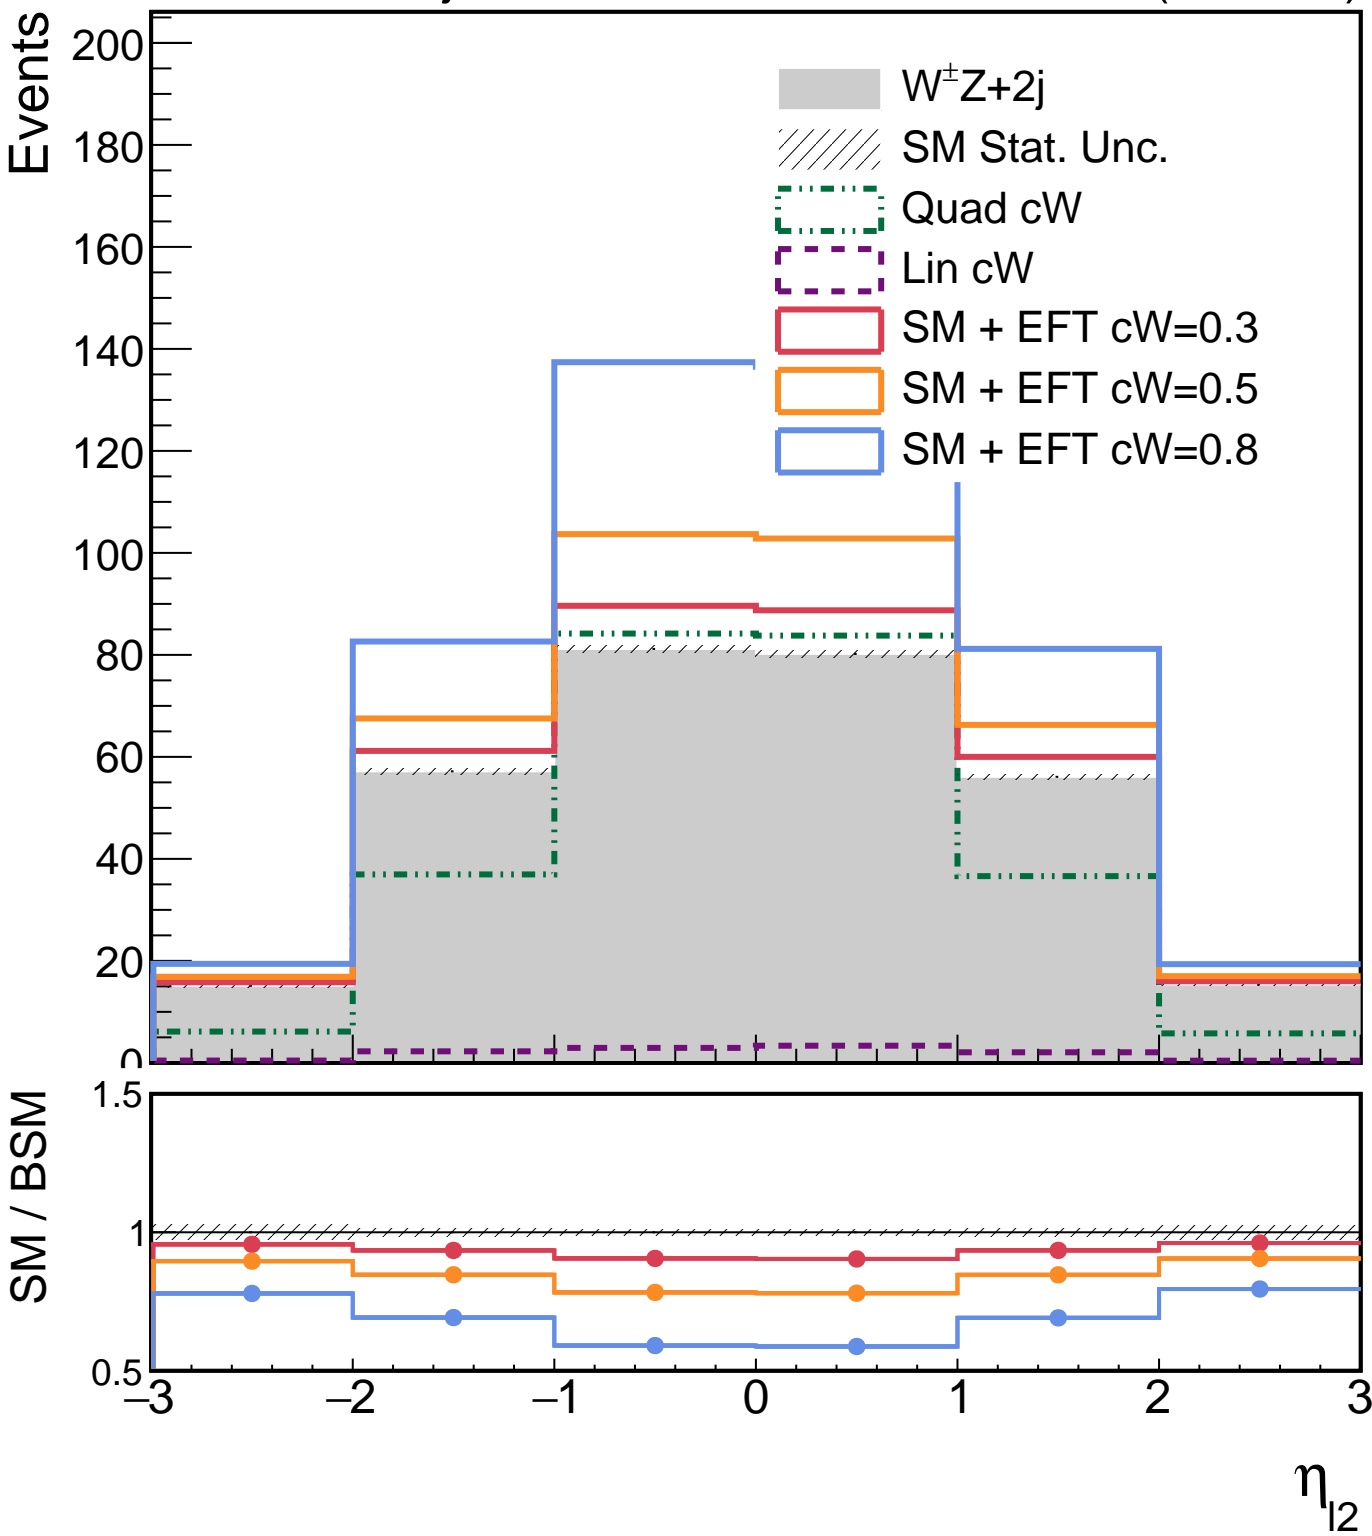 Events
200
180
160
140
120
100
80
60
40
20
0
W±Z+2j
SM Stat. Unc.
Quad cW
Lin cW
SM + EFT cW=0.3
SM + EFT cW=0.5
SM + EFT cW=0.8
SM / BSM
1.5
1
0.5
−3 −2 −1 0 1 2 3
ηl2